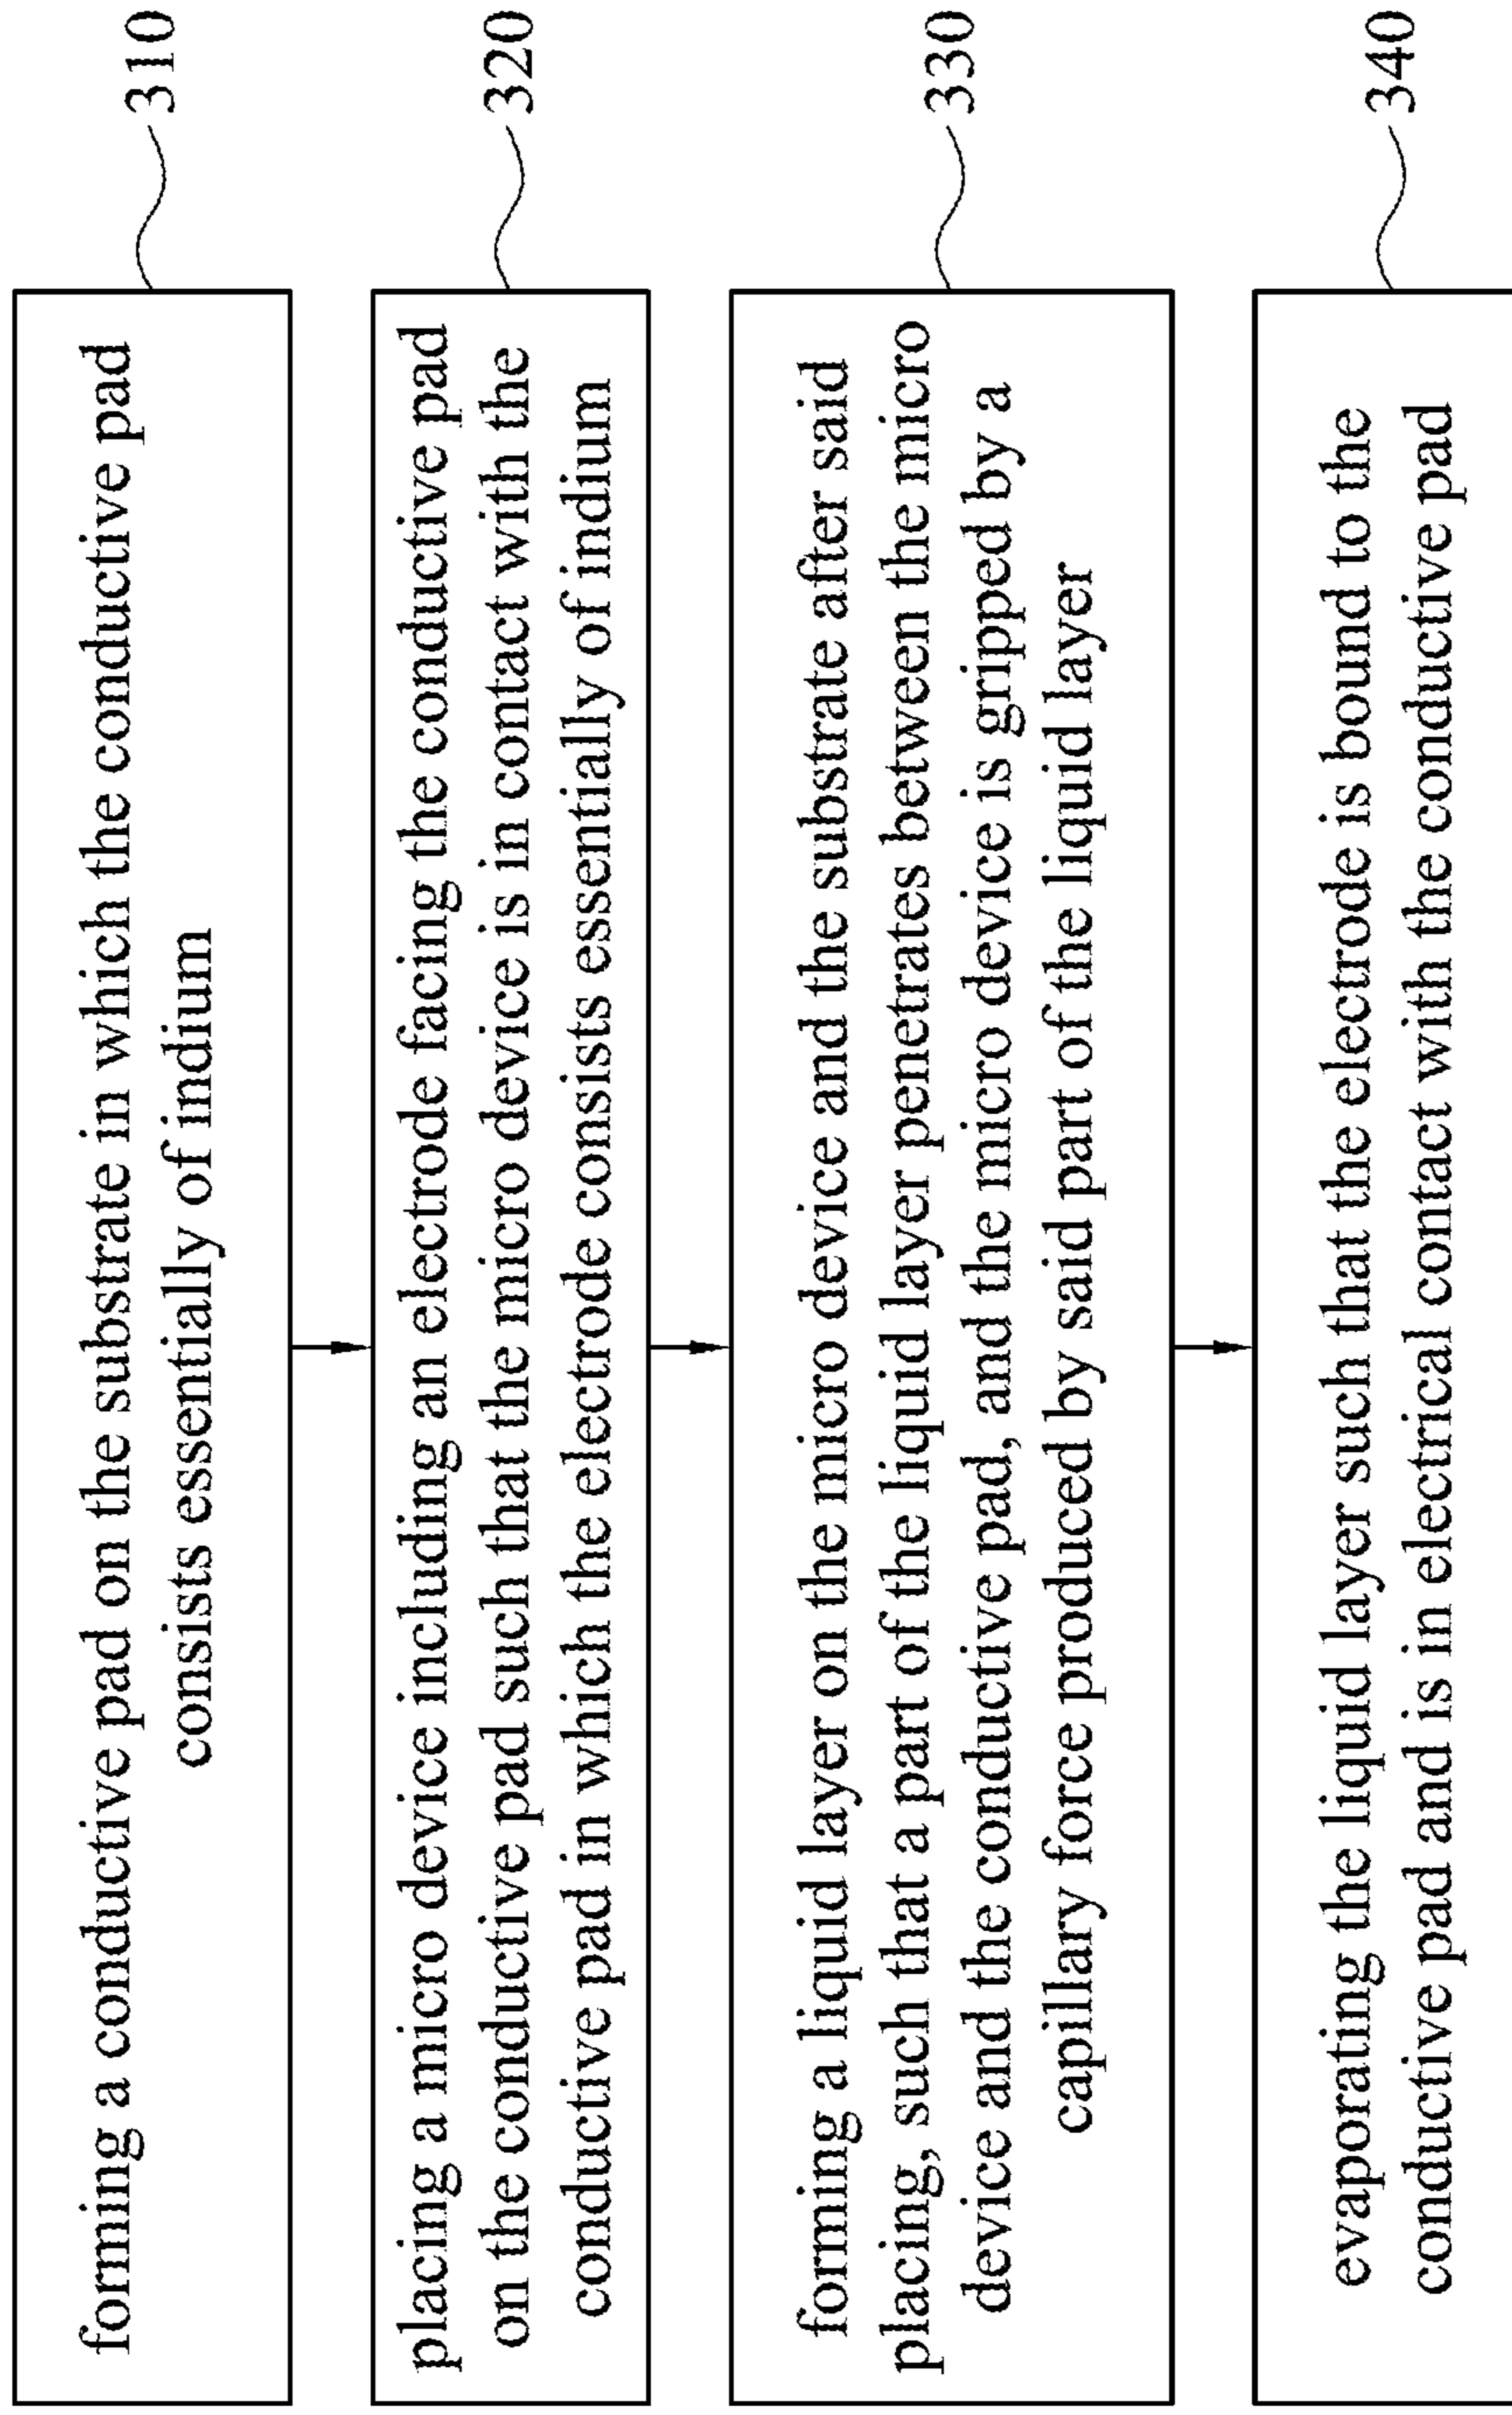 forming a conductive pad on the substrate in which the conductive pad
consists essentially of indium
310
placing a micro device including an electrode facing the conductive pad
on the conductive pad such that the micro device is in contact with the
conductive pad in which the electrode consists essentially of indium
320
forming a liquid layer on the micro device and the substrate after said
placing, such that a part of the liquid layer penetrates between the micro
device and the conductive pad, and the micro device is gripped by a
capillary force produced by said part of the liquid layer
330
evaporating the liquid layer such that the electrode is bound to the
conductive pad and is in electrical contact with the conductive pad
340